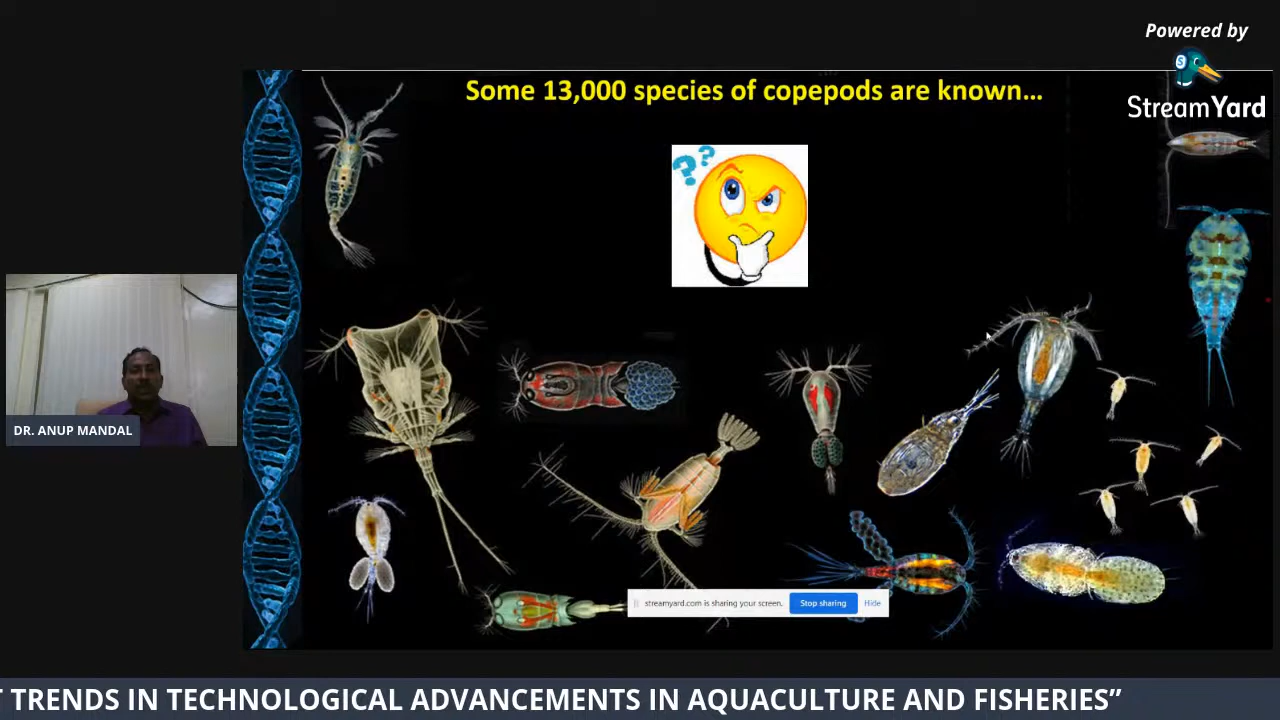 Powered by
StreamYard
Some 13,000 species of copepods are known...
??
DR. ANUP MANDAL
streamyard.com is sharing your screen.
Stop sharing
Hide
TRENDS IN TECHNOLOGICAL ADVANCEMENTS IN AQUACULTURE AND FISHERIES”